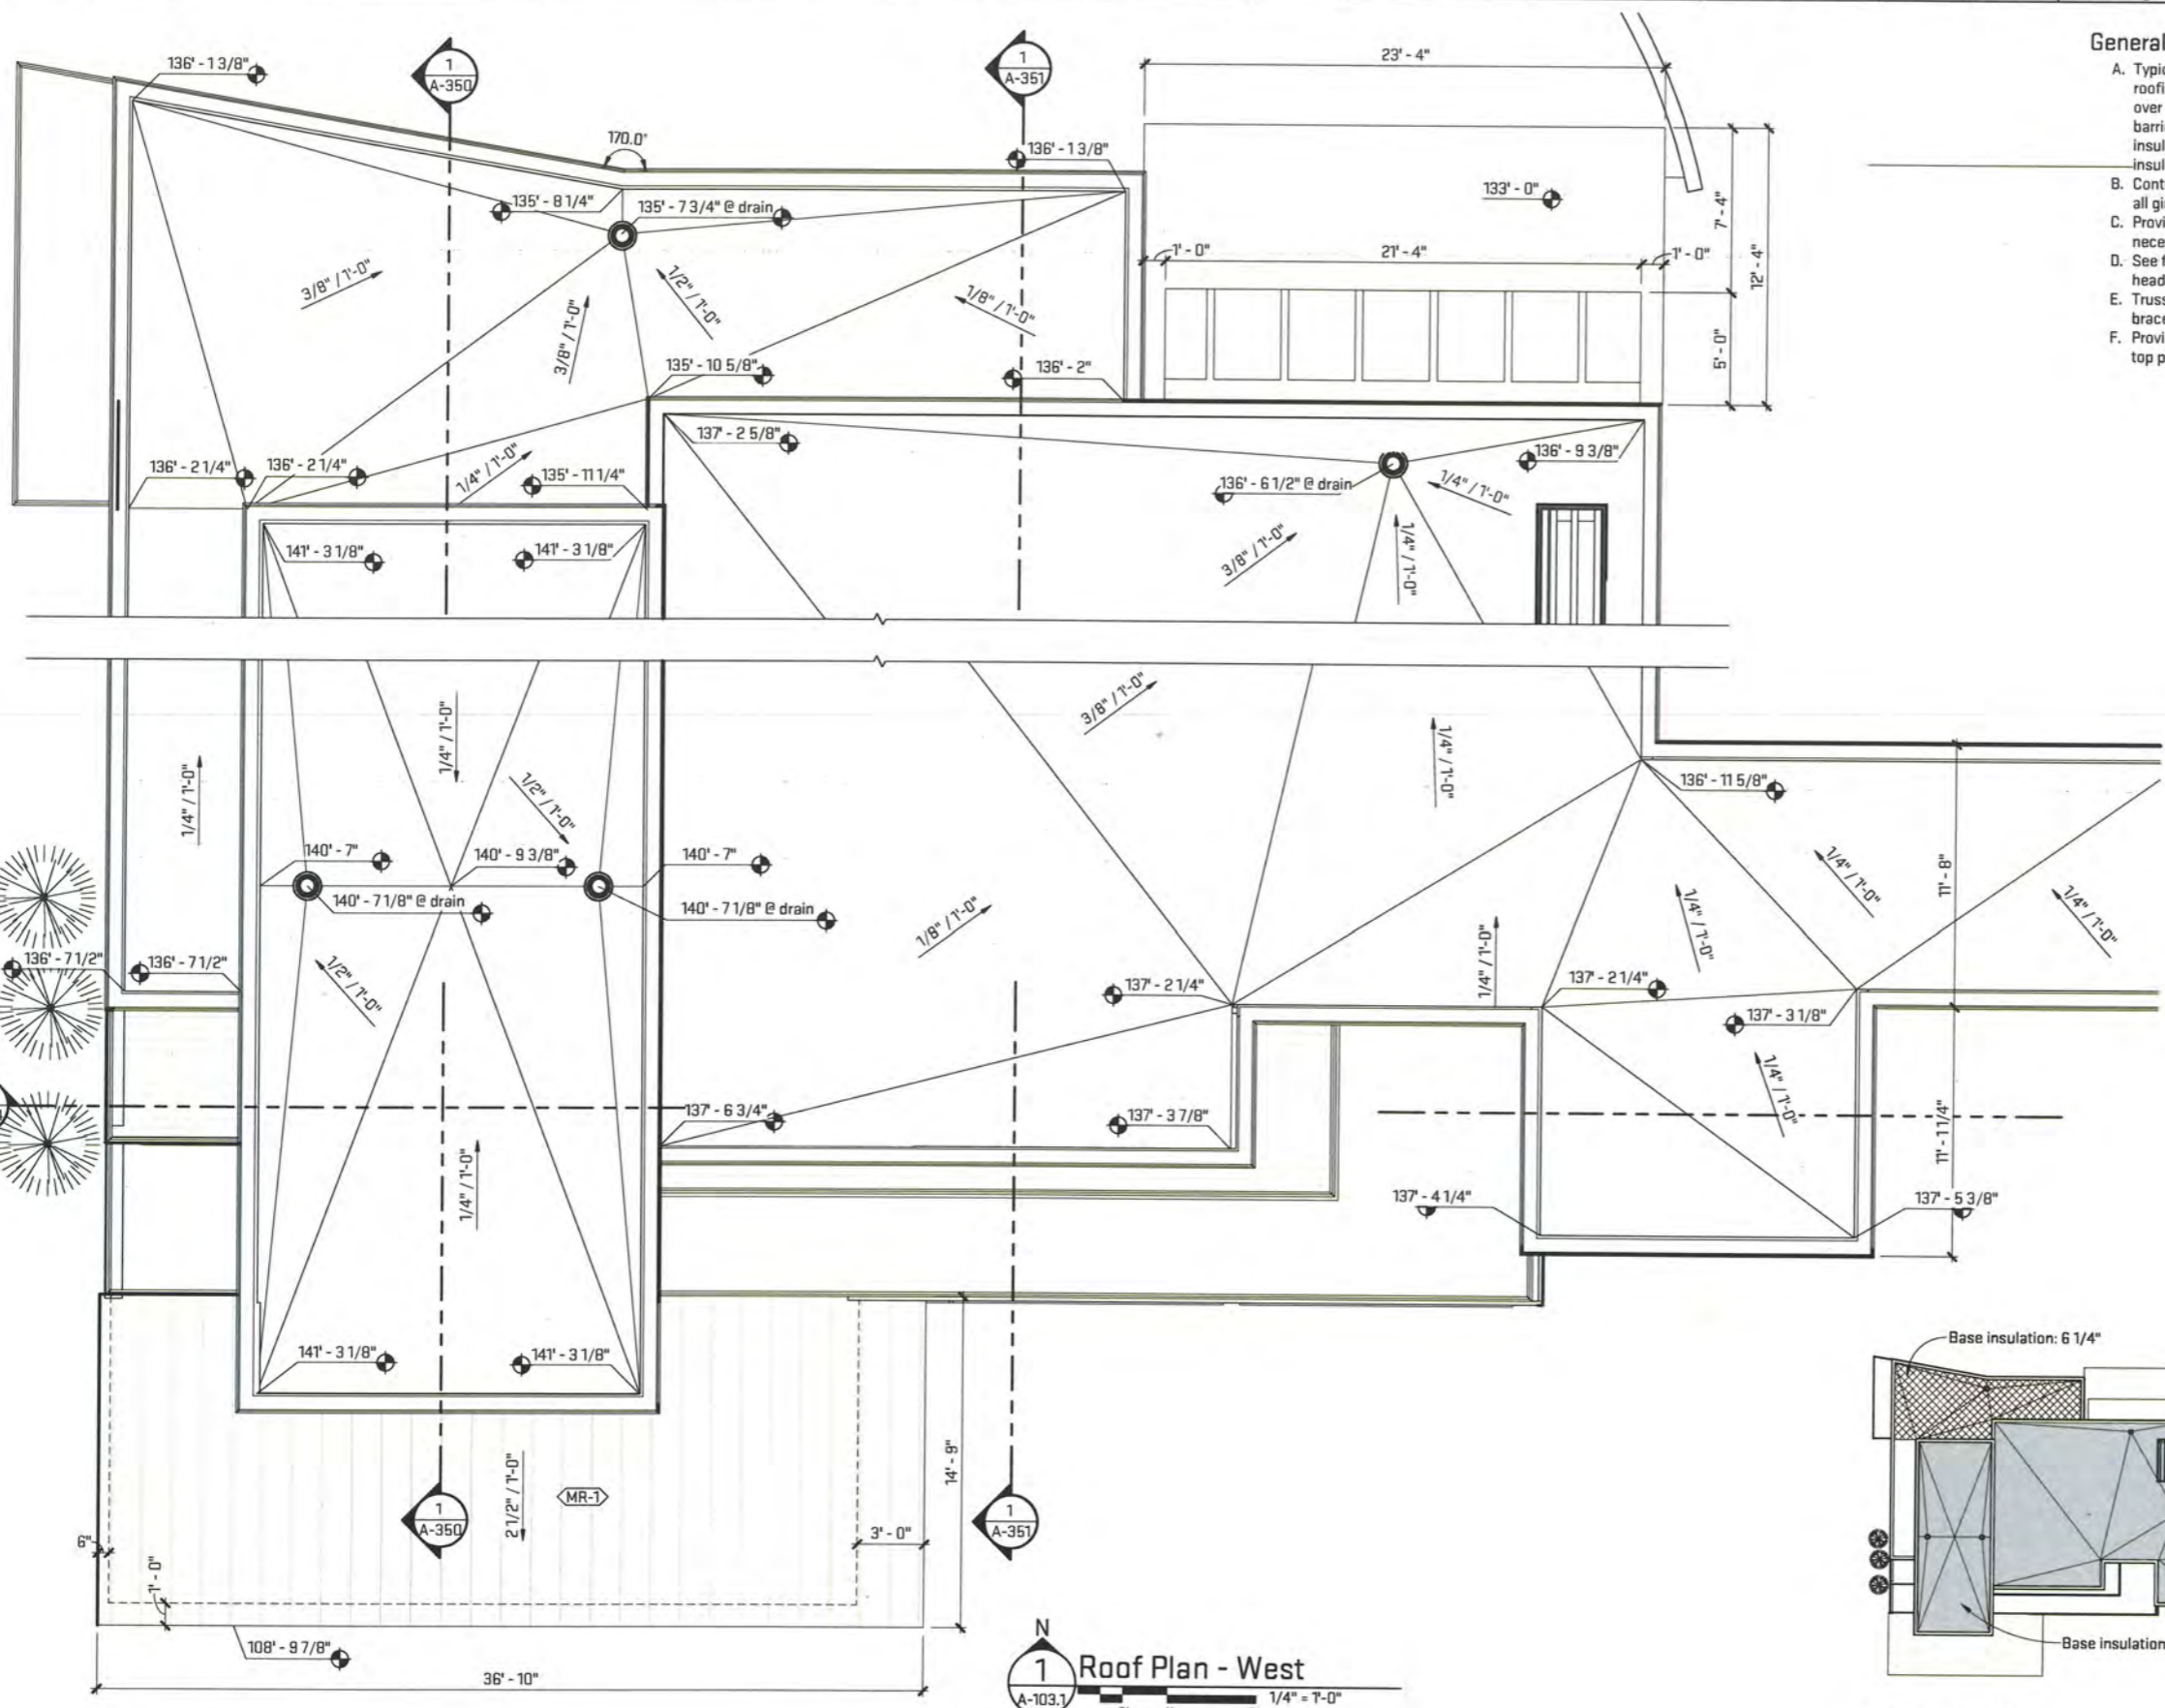 136' - 1 3/8"
1
A-350
1
A-351
23' - 4"
General
170.0°
136' - 1 3/8"
133' - 0"
7' - 4"
12' - 4"
135' - 8 1/4"
135' - 7 3/4" @ drain
3/8" / 1'-0"
1/2" / 1'-0"
3/8" / 1'-0"
1/8" / 1'-0"
1' - 0"
21' - 4"
1' - 0"
5' - 0"
A. Typic
roofi
over
barri
insul
insul
B. Cont
all gi
C. Provi
nece
D. See f
head
E. Truss
brace
F. Provi
top p
135' - 10 5/8"
136' - 2"
137' - 2 5/8"
136' - 9 3/8"
136' - 2 1/4"
136' - 2 1/4"
1/4" / 1'-0"
135' - 11 1/4"
136' - 6 1/2" @ drain
1/4" / 1'-0"
141' - 3 1/8"
141' - 3 1/8"
3/8" / 1'-0"
1/4" / 1'-0"
1/4" / 1'-0"
1/4" / 1'-0"
1/2" / 1'-0"
3/8" / 1'-0"
1/4" / 1'-0"
136' - 11 5/8"
140' - 7"
140' - 9 3/8"
140' - 7"
140' - 7 1/8" @ drain
140' - 7 1/8" @ drain
1/8" / 1'-0"
1/4" / 1'-0"
1/4" / 1'-0"
1/4" / 1'-0"
11' - 8"
136' - 7 1/2"
136' - 7 1/2"
1/2" / 1'-0"
137' - 2 1/4"
1/4" / 1'-0"
137' - 2 1/4"
137' - 3 1/8"
137' - 6 3/4"
137' - 3 7/8"
1/4" / 1'-0"
11' - 11 1/4"
1/4" / 1'-0"
137' - 4 1/4"
137' - 5 3/8"
141' - 3 1/8"
141' - 3 1/8"
Base insulation: 6 1/4"
14' - 9"
1
A-350
2 1/2" / 1'-0"
MR-1
1
A-351
3' - 0"
6"
1' - 0"
108' - 9 7/8"
36' - 10"
N
1
A-103.1
Roof Plan - West
1/4" = 1'-0"
Base insulation